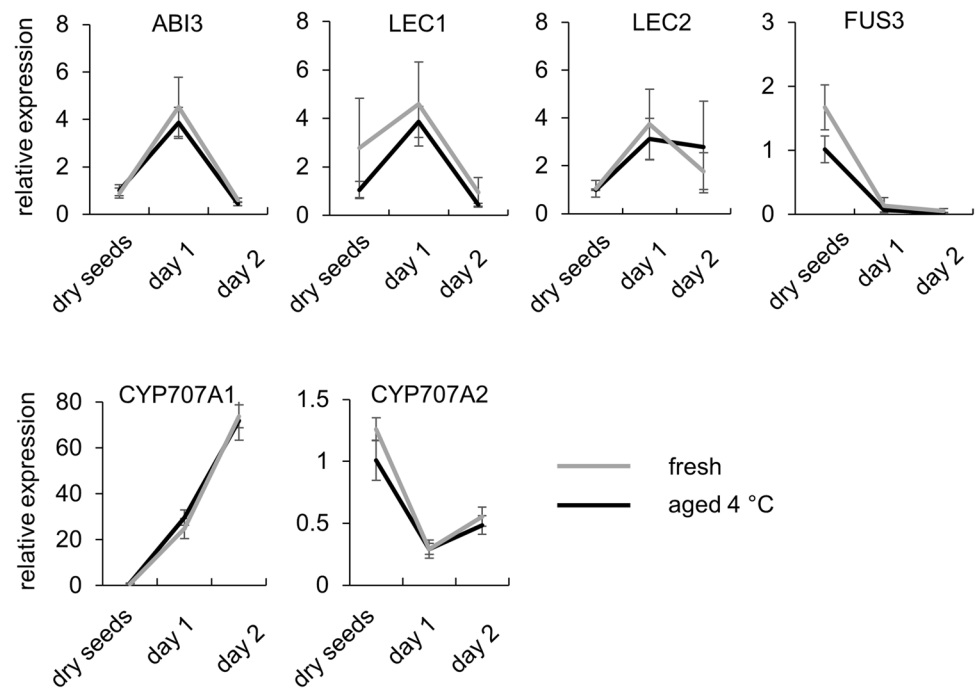 ABI3
LEC1
LEC2
FUS3
relative expression
8
6
4
2
0
8
6
4
2
0
8
6
4
2
0
3
2
1
0
dry seeds
day 1
day 2
dry seeds
day 1
day 2
dry seeds
day 1
day 2
dry seeds
day 1
day 2
CYP707A1
CYP707A2
relative expression
80
60
40
20
0
1.5
1
0.5
0
dry seeds
day 1
day 2
dry seeds
day 1
day 2
fresh
aged 4 °C